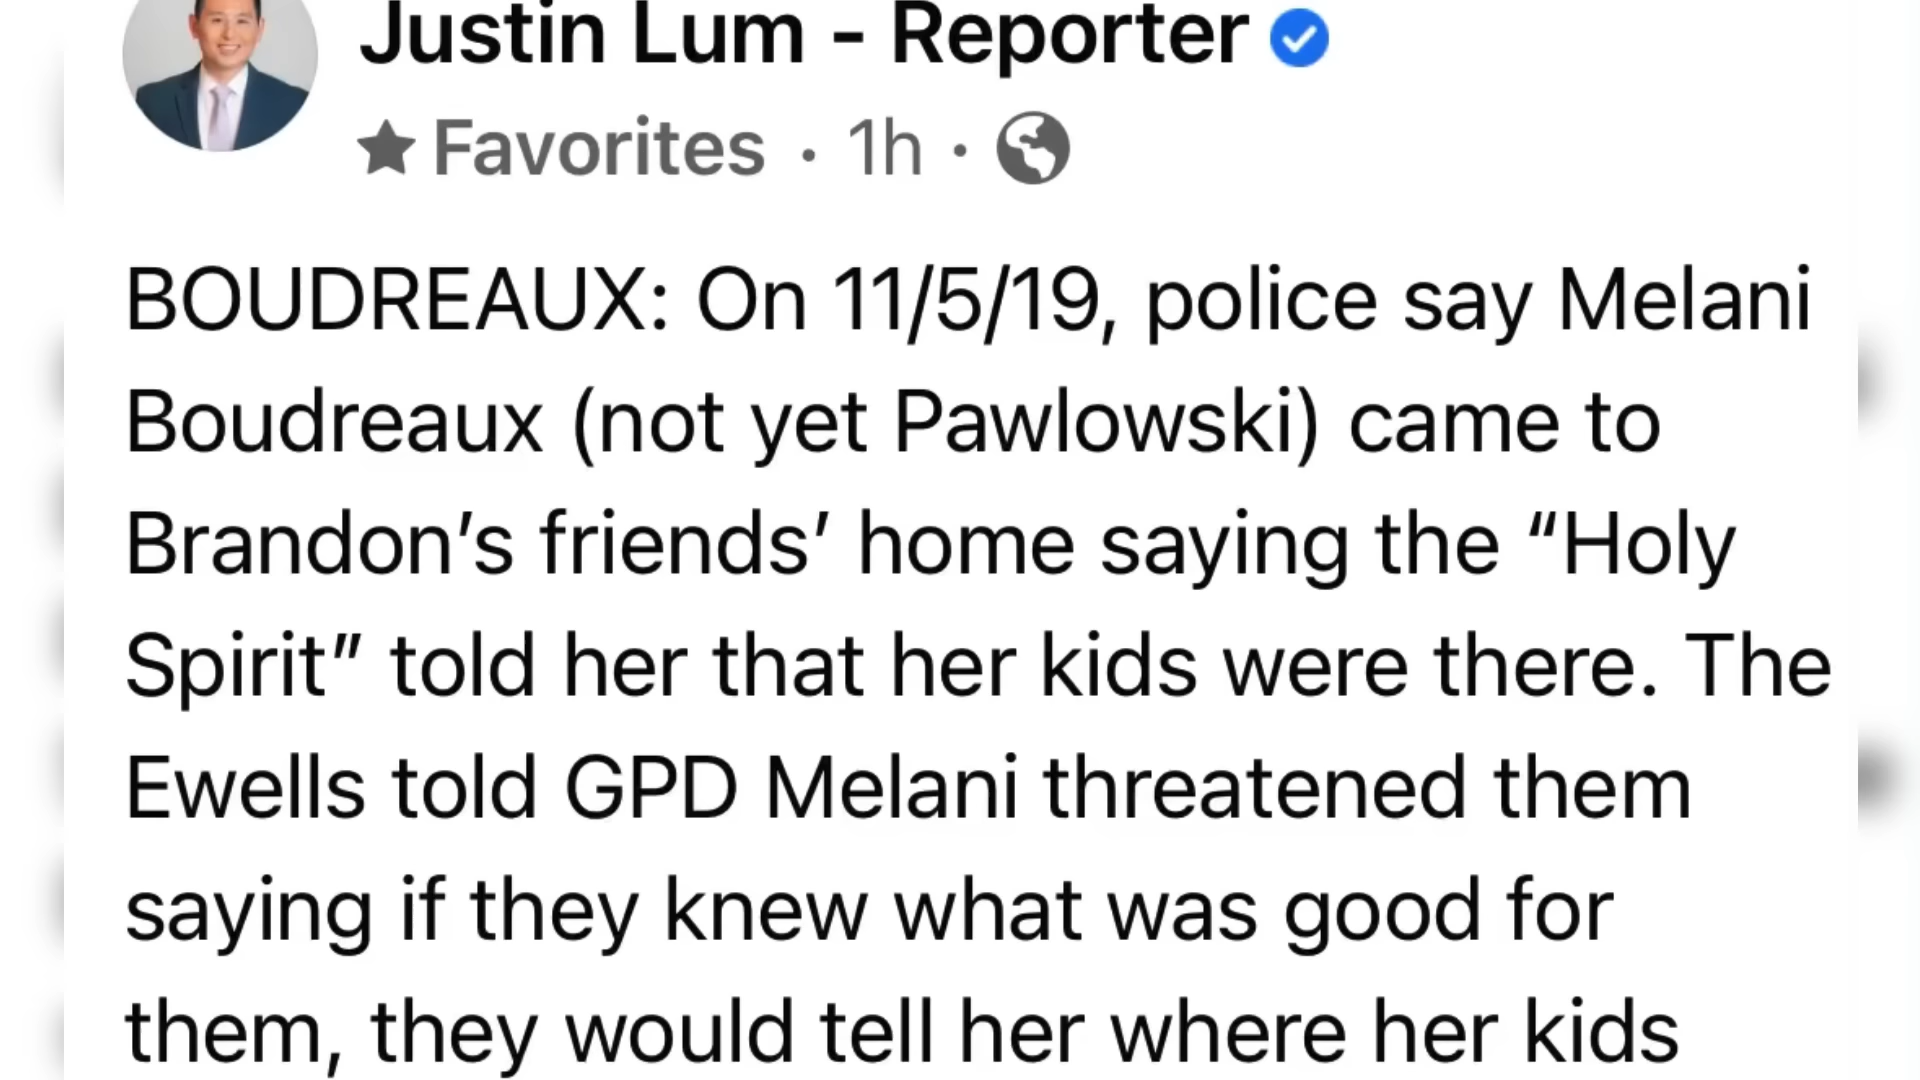 Justin Lum - Reporter
Favorites · 1h ·
BOUDREAUX: On 11/5/19, police say Melani
Boudreaux (not yet Pawlowski) came to
Brandon’s friends’ home saying the “Holy
Spirit” told her that her kids were there. The
Ewells told GPD Melani threatened them
saying if they knew what was good for
them, they would tell her where her kids